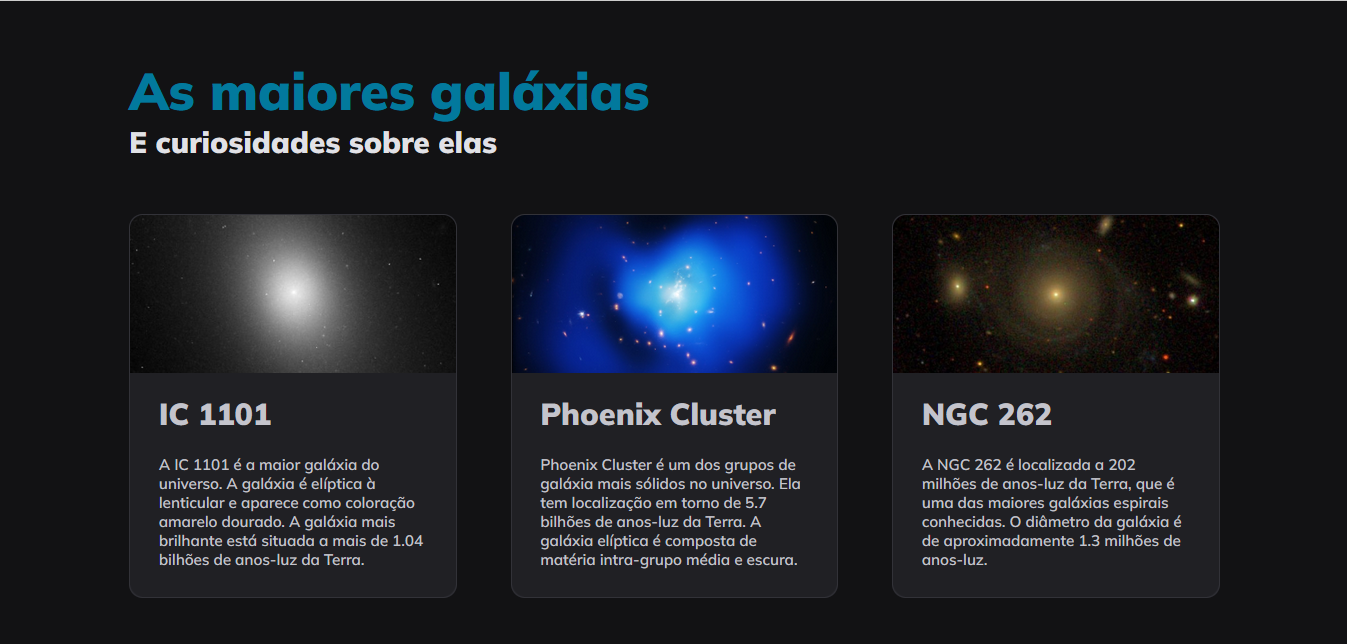 As maiores galáxias
E curiosidades sobre elas
IC 1101
A IC 1101 é a maior galáxia do
universo. A galáxia é elíptica à
lenticular e aparece como coloração
amarelo dourado. A galáxia mais
brilhante está situada a mais de 1.04
bilhões de anos-luz da Terra.
Phoenix Cluster
Phoenix Cluster é um dos grupos de
galáxia mais sólidos no universo. Ela
tem localização em torno de 5.7
bilhões de anos-luz da Terra. A
galáxia elíptica é composta de
matéria intra-grupo média e escura.
NGC 262
A NGC 262 é localizada a 202
milhões de anos-luz da Terra, que é
uma das maiores galáxias espirais
conhecidas. O diâmetro da galáxia é
de aproximadamente 1.3 milhões de
anos-luz.